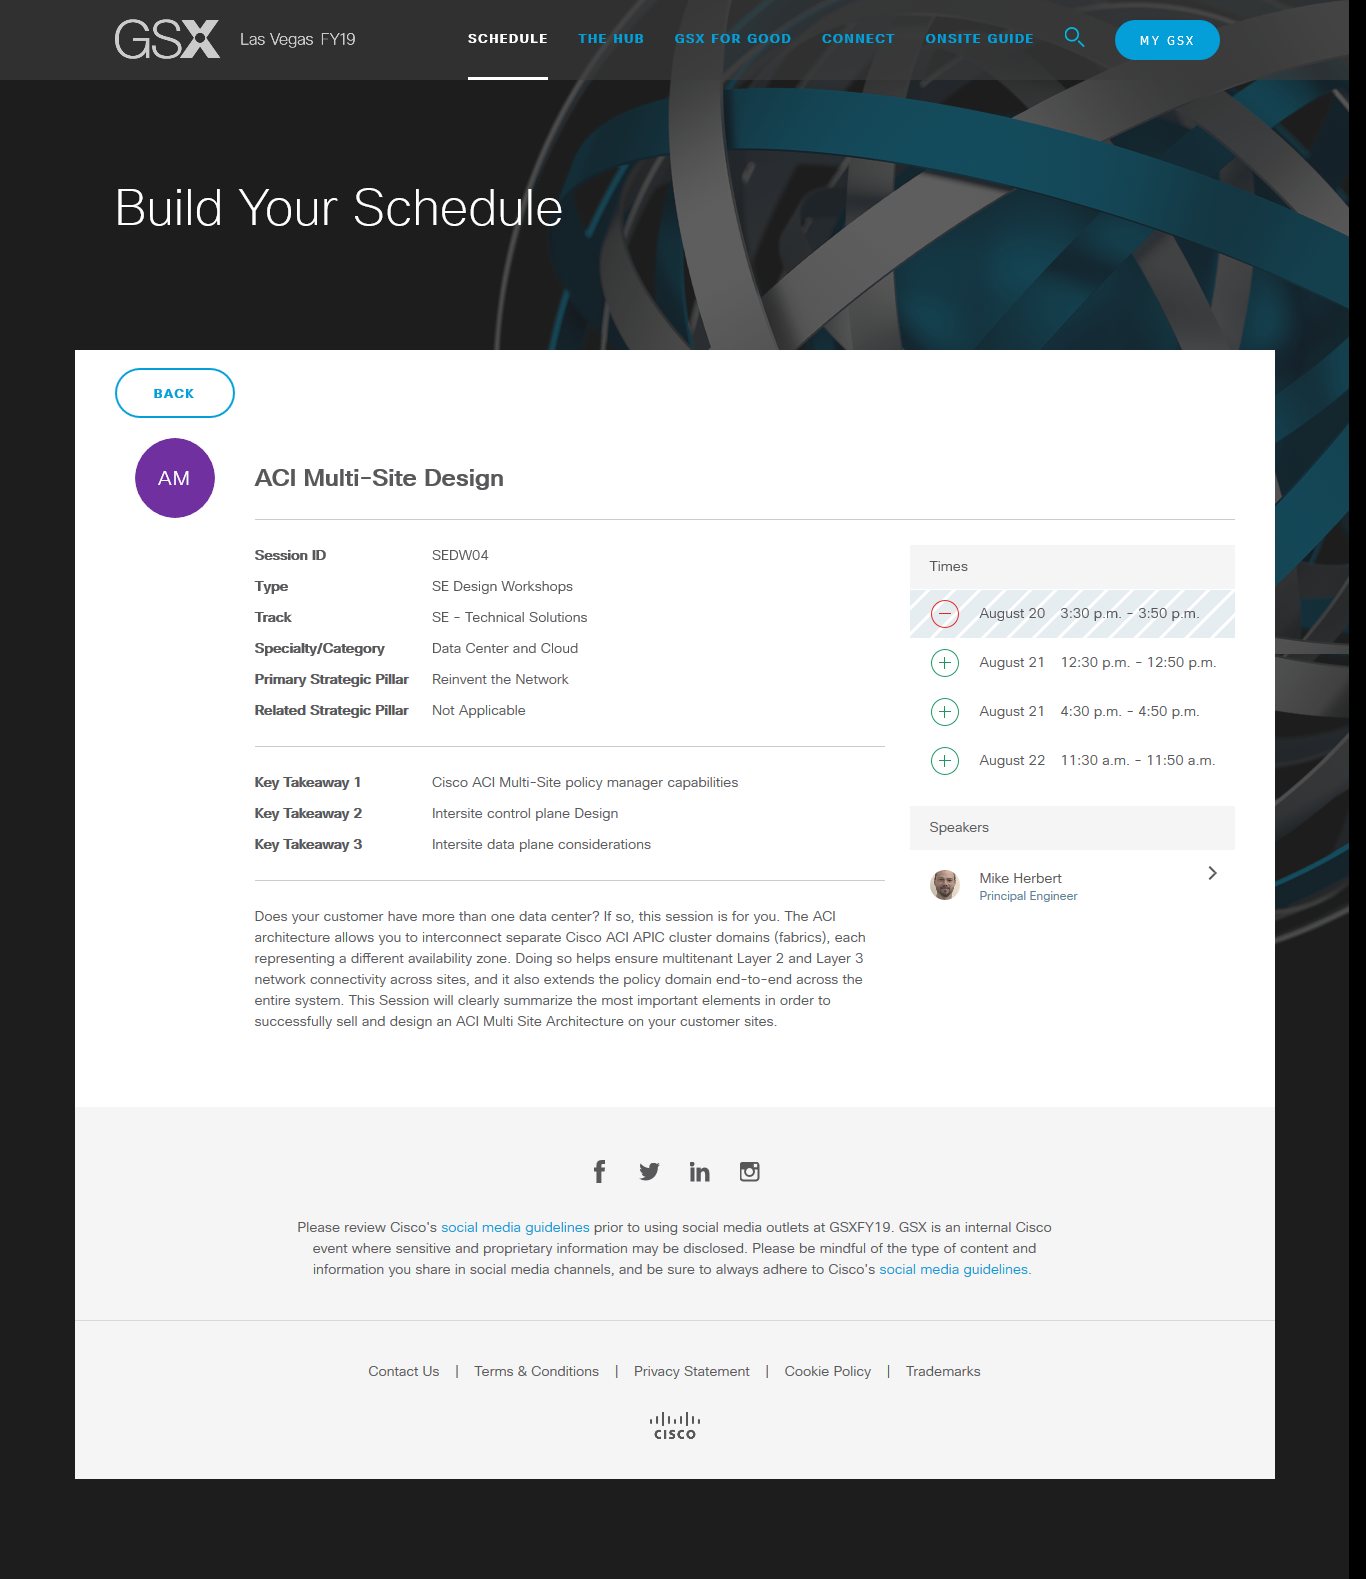 GSX Las Vegas FY19
SCHEDULE THE HUB GSX FOR GOOD CONNECT ONSITE GUIDE MY GSX
Build Your Schedule
BACK
AM
ACI Multi-Site Design
Session ID SEDW04
Type SE Design Workshops
Track SE - Technical Solutions
Specialty/Category Data Center and Cloud
Primary Strategic Pillar Reinvent the Network
Related Strategic Pillar Not Applicable
Key Takeaway 1 Cisco ACI Multi-Site policy manager capabilities
Key Takeaway 2 Intersite control plane Design
Key Takeaway 3 Intersite data plane considerations
Does your customer have more than one data center? If so, this session is for you. The ACI
architecture allows you to interconnect separate Cisco ACI APIC cluster domains (fabrics), each
representing a different availability zone. Doing so helps ensure multitenant Layer 2 and Layer 3
network connectivity across sites, and it also extends the policy domain end-to-end across the
entire system. This Session will clearly summarize the most important elements in order to
successfully sell and design an ACI Multi Site Architecture on your customer sites.
Times
August 20 3:30 p.m. - 3:50 p.m.
August 21 12:30 p.m. - 12:50 p.m.
August 21 4:30 p.m. - 4:50 p.m.
August 22 11:30 a.m. - 11:50 a.m.
Speakers
Mike Herbert
Principal Engineer
Please review Cisco's social media guidelines prior to using social media outlets at GSXFY19. GSX is an internal Cisco
event where sensitive and proprietary information may be disclosed. Please be mindful of the type of content and
information you share in social media channels, and be sure to always adhere to Cisco's social media guidelines.
Contact Us | Terms & Conditions | Privacy Statement | Cookie Policy | Trademarks
CISCO